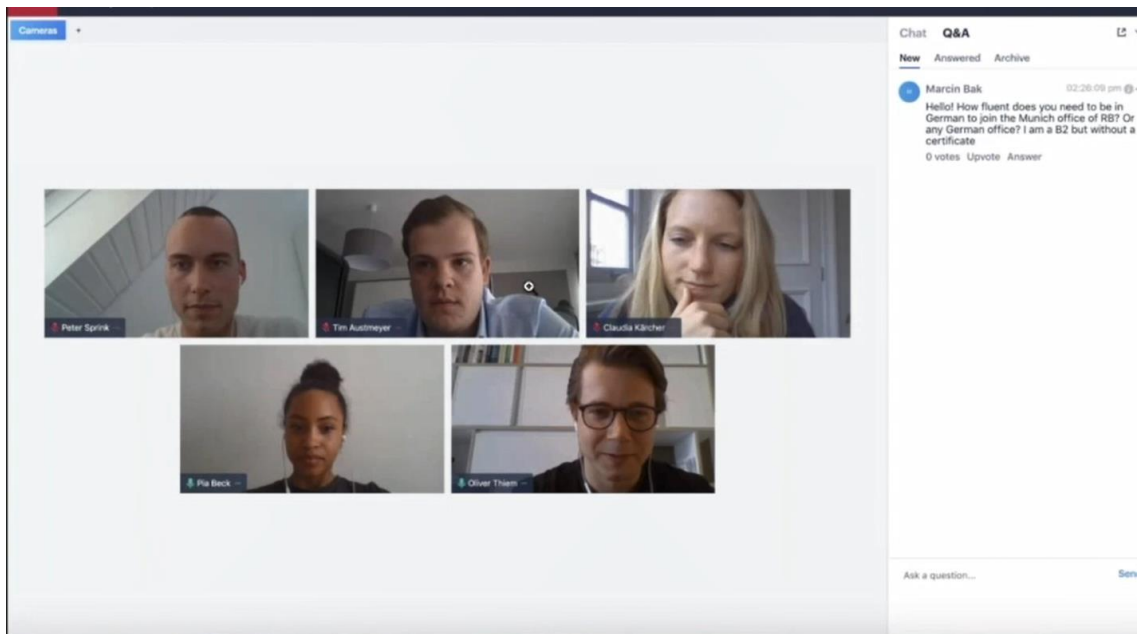 Cameras +
Chat Q&A
New Answered Archive
Marcin Bak 02:26:09 pm
Hello! How fluent does you need to be in
German to join the Munich office of RB? Or
any German office? I am a B2 but without a
certificate
0 votes Upvote Answer
Peter Sprink
Tim Austmeyer
Claudia Kärcher
Pia Beck
Oliver Thiem
Ask a question...